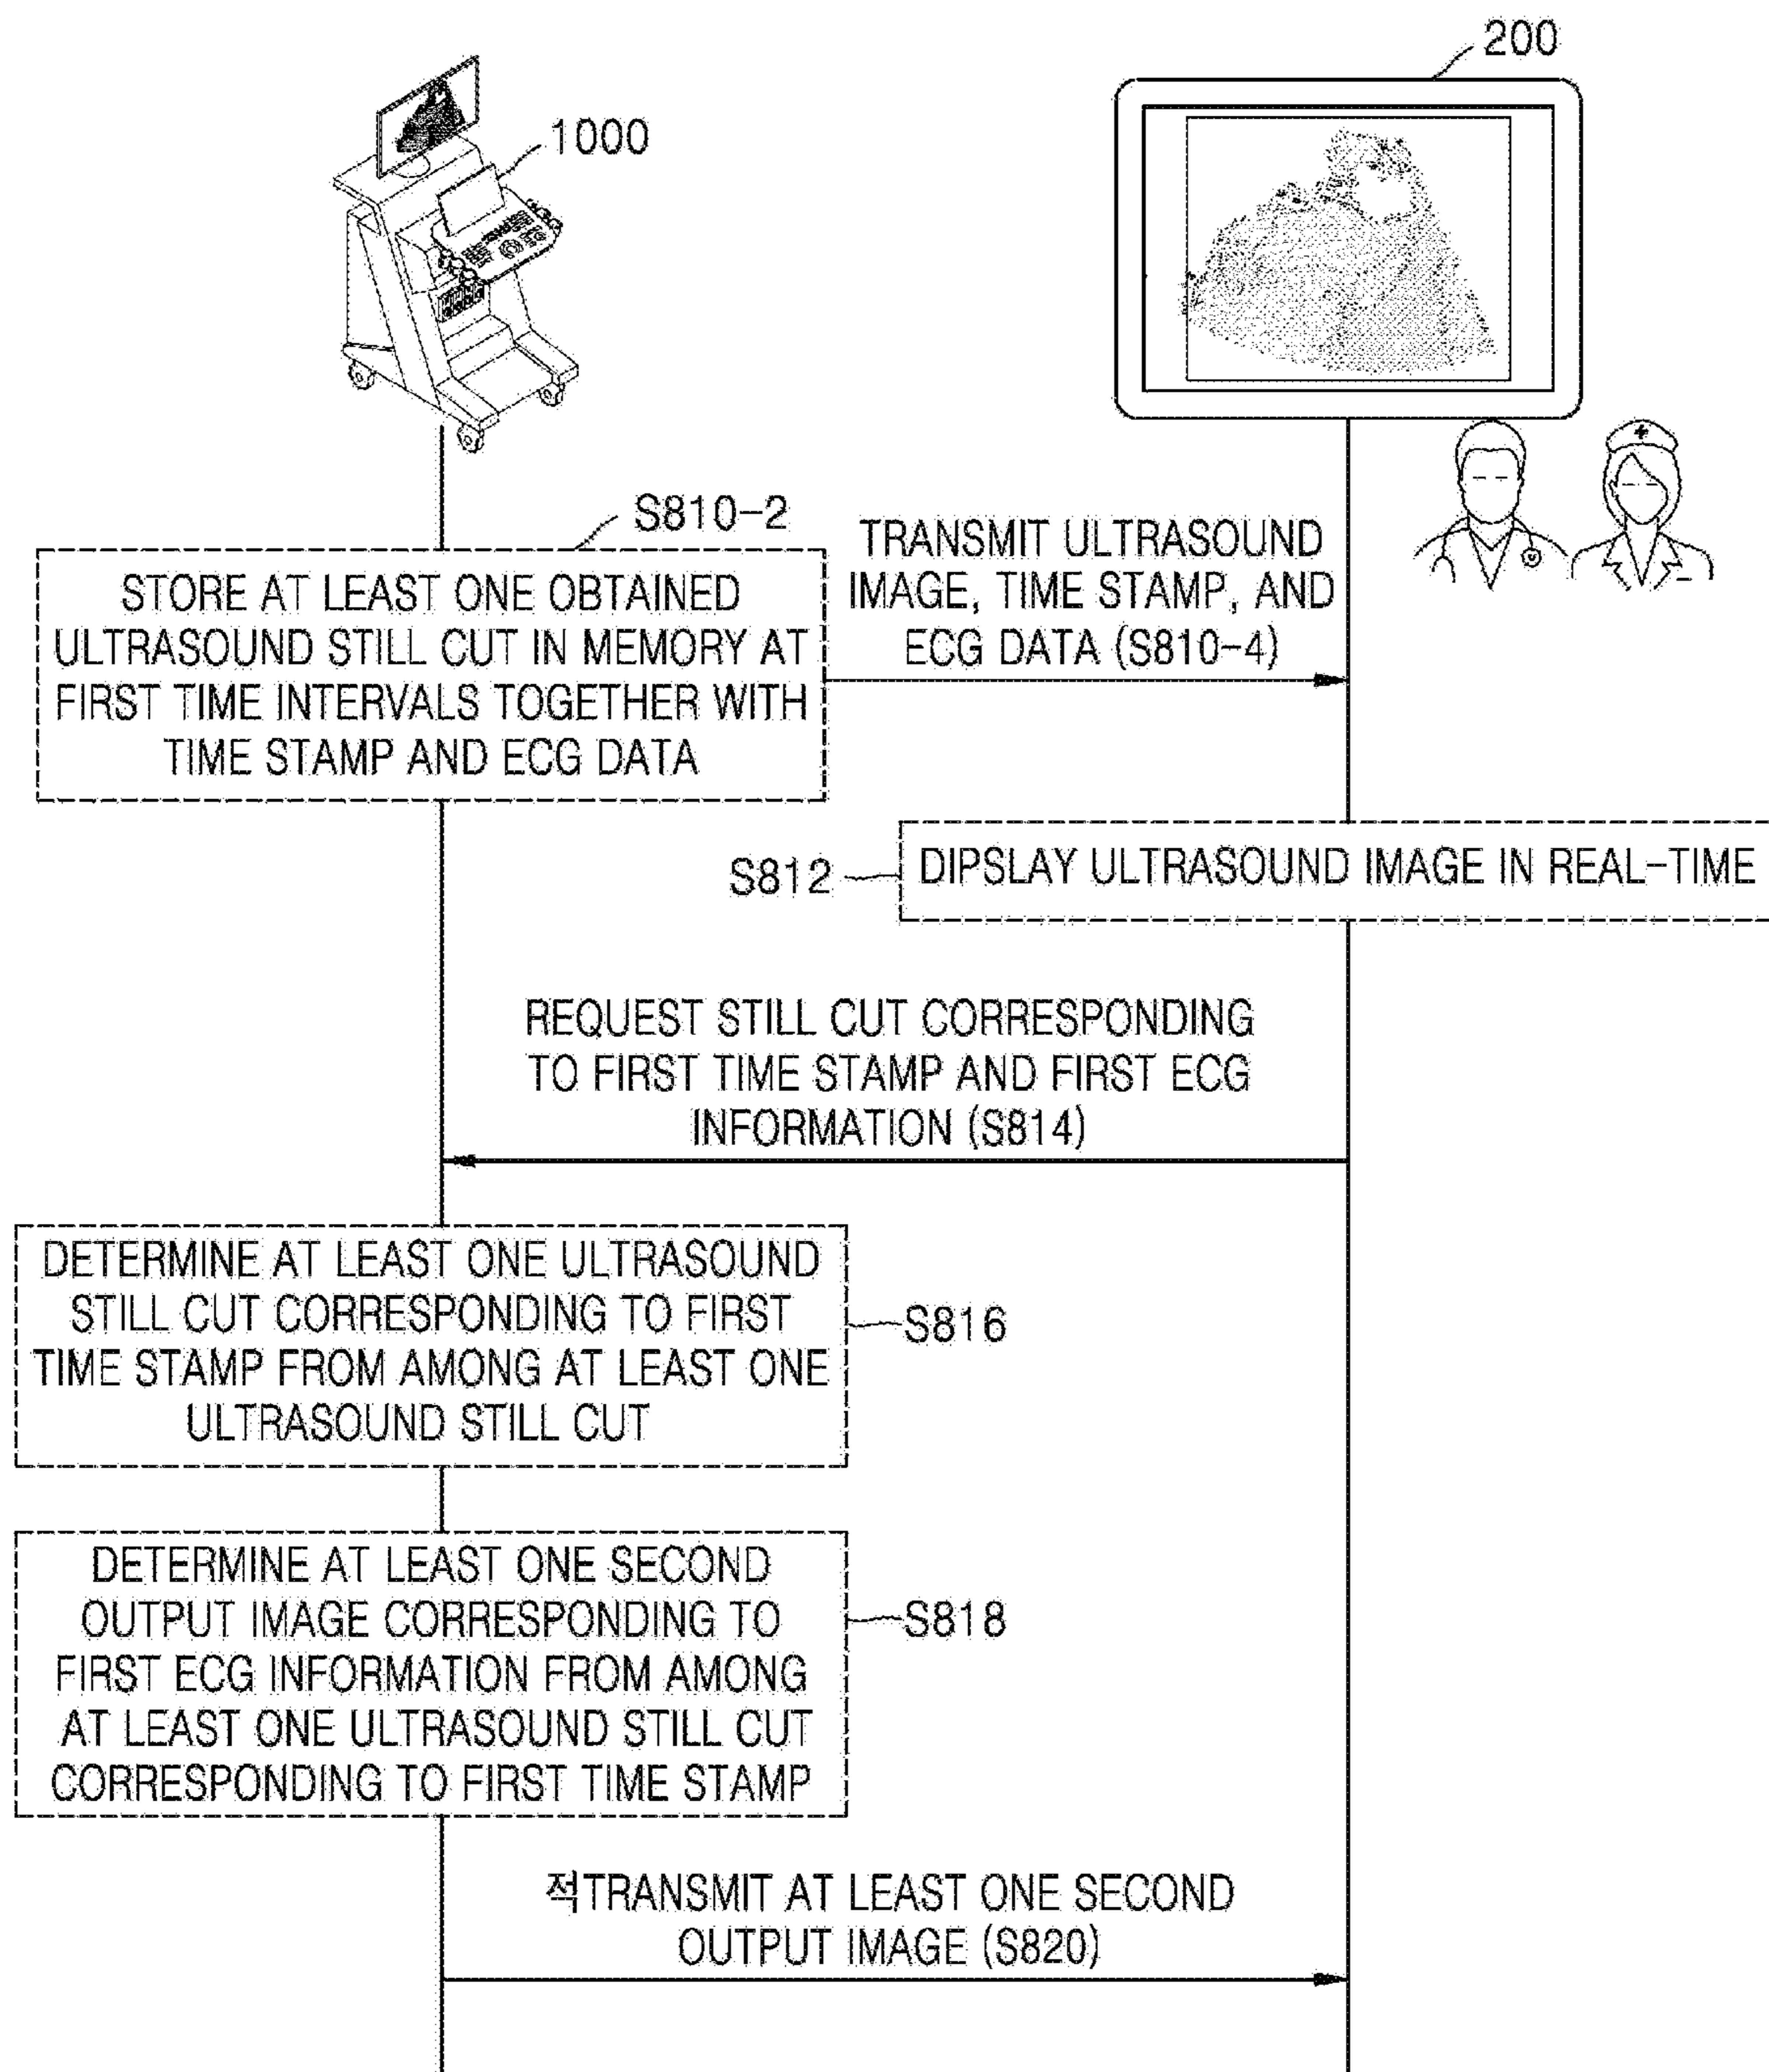 200
1000
S810-2
STORE AT LEAST ONE OBTAINED
ULTRASOUND STILL CUT IN MEMORY AT
FIRST TIME INTERVALS TOGETHER WITH
TIME STAMP AND ECG DATA
TRANSMIT ULTRASOUND
IMAGE, TIME STAMP, AND
ECG DATA (S810-4)
S812
DIPSLAY ULTRASOUND IMAGE IN REAL-TIME
REQUEST STILL CUT CORRESPONDING
TO FIRST TIME STAMP AND FIRST ECG
INFORMATION (S814)
DETERMINE AT LEAST ONE ULTRASOUND
STILL CUT CORRESPONDING TO FIRST
TIME STAMP FROM AMONG AT LEAST ONE
ULTRASOUND STILL CUT
S816
DETERMINE AT LEAST ONE SECOND
OUTPUT IMAGE CORRESPONDING TO
FIRST ECG INFORMATION FROM AMONG
AT LEAST ONE ULTRASOUND STILL CUT
CORRESPONDING TO FIRST TIME STAMP
S818
적TRANSMIT AT LEAST ONE SECOND
OUTPUT IMAGE (S820)